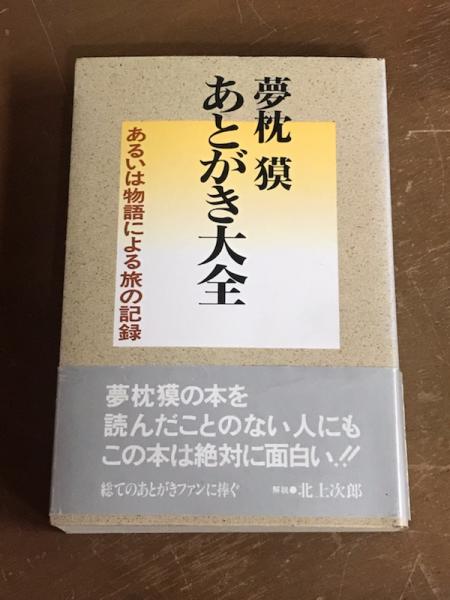 夢枕 獏
あとがき大全
あるいは物語による旅の記録
夢枕獏の本を
読んだことのない人にも
この本は絶対に面白い!!
総てのあとがきファンに捧ぐ
解説●北上次郎